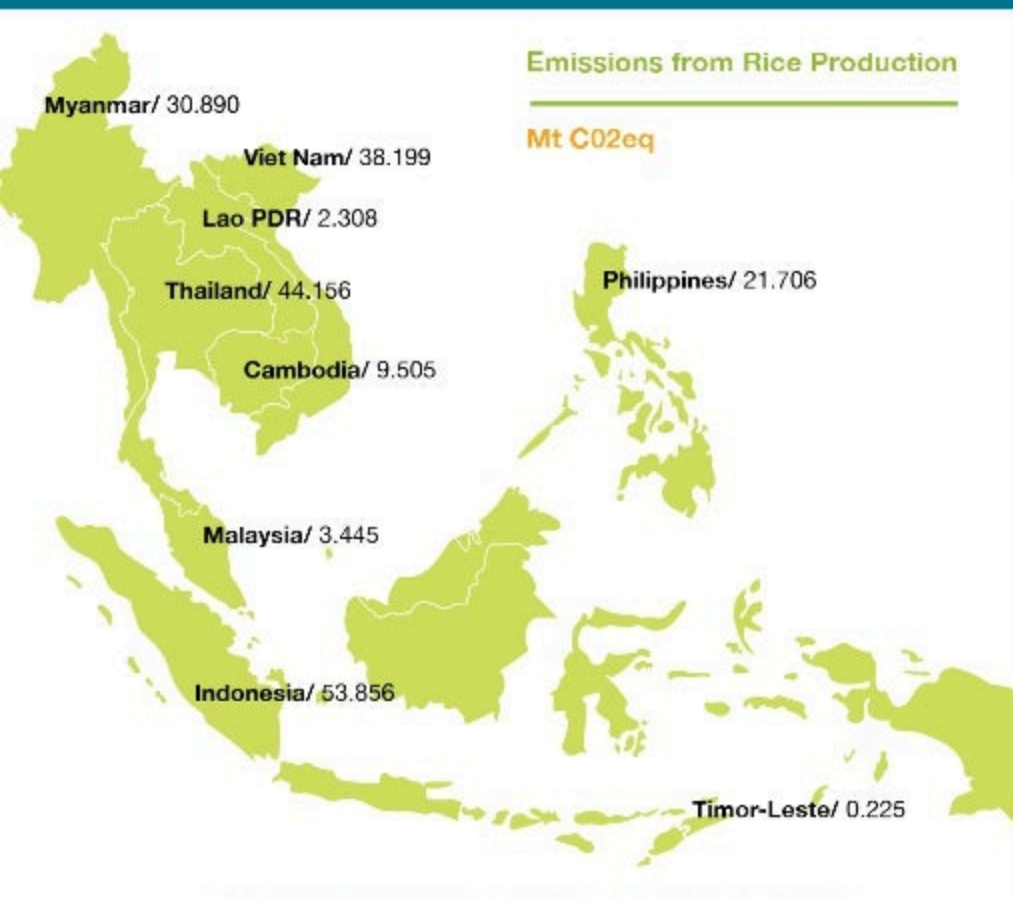 Emissions from Rice Production
Mt C02eq
Myanmar/ 30.890
Viet Nam/ 38.199
Lao PDR/ 2.308
Philippines/ 21.706
Thailand/ 44.156
Cambodia/ 9.505
Malaysia/ 3.445
Indonesia/ 53.856
Timor-Leste/ 0.225